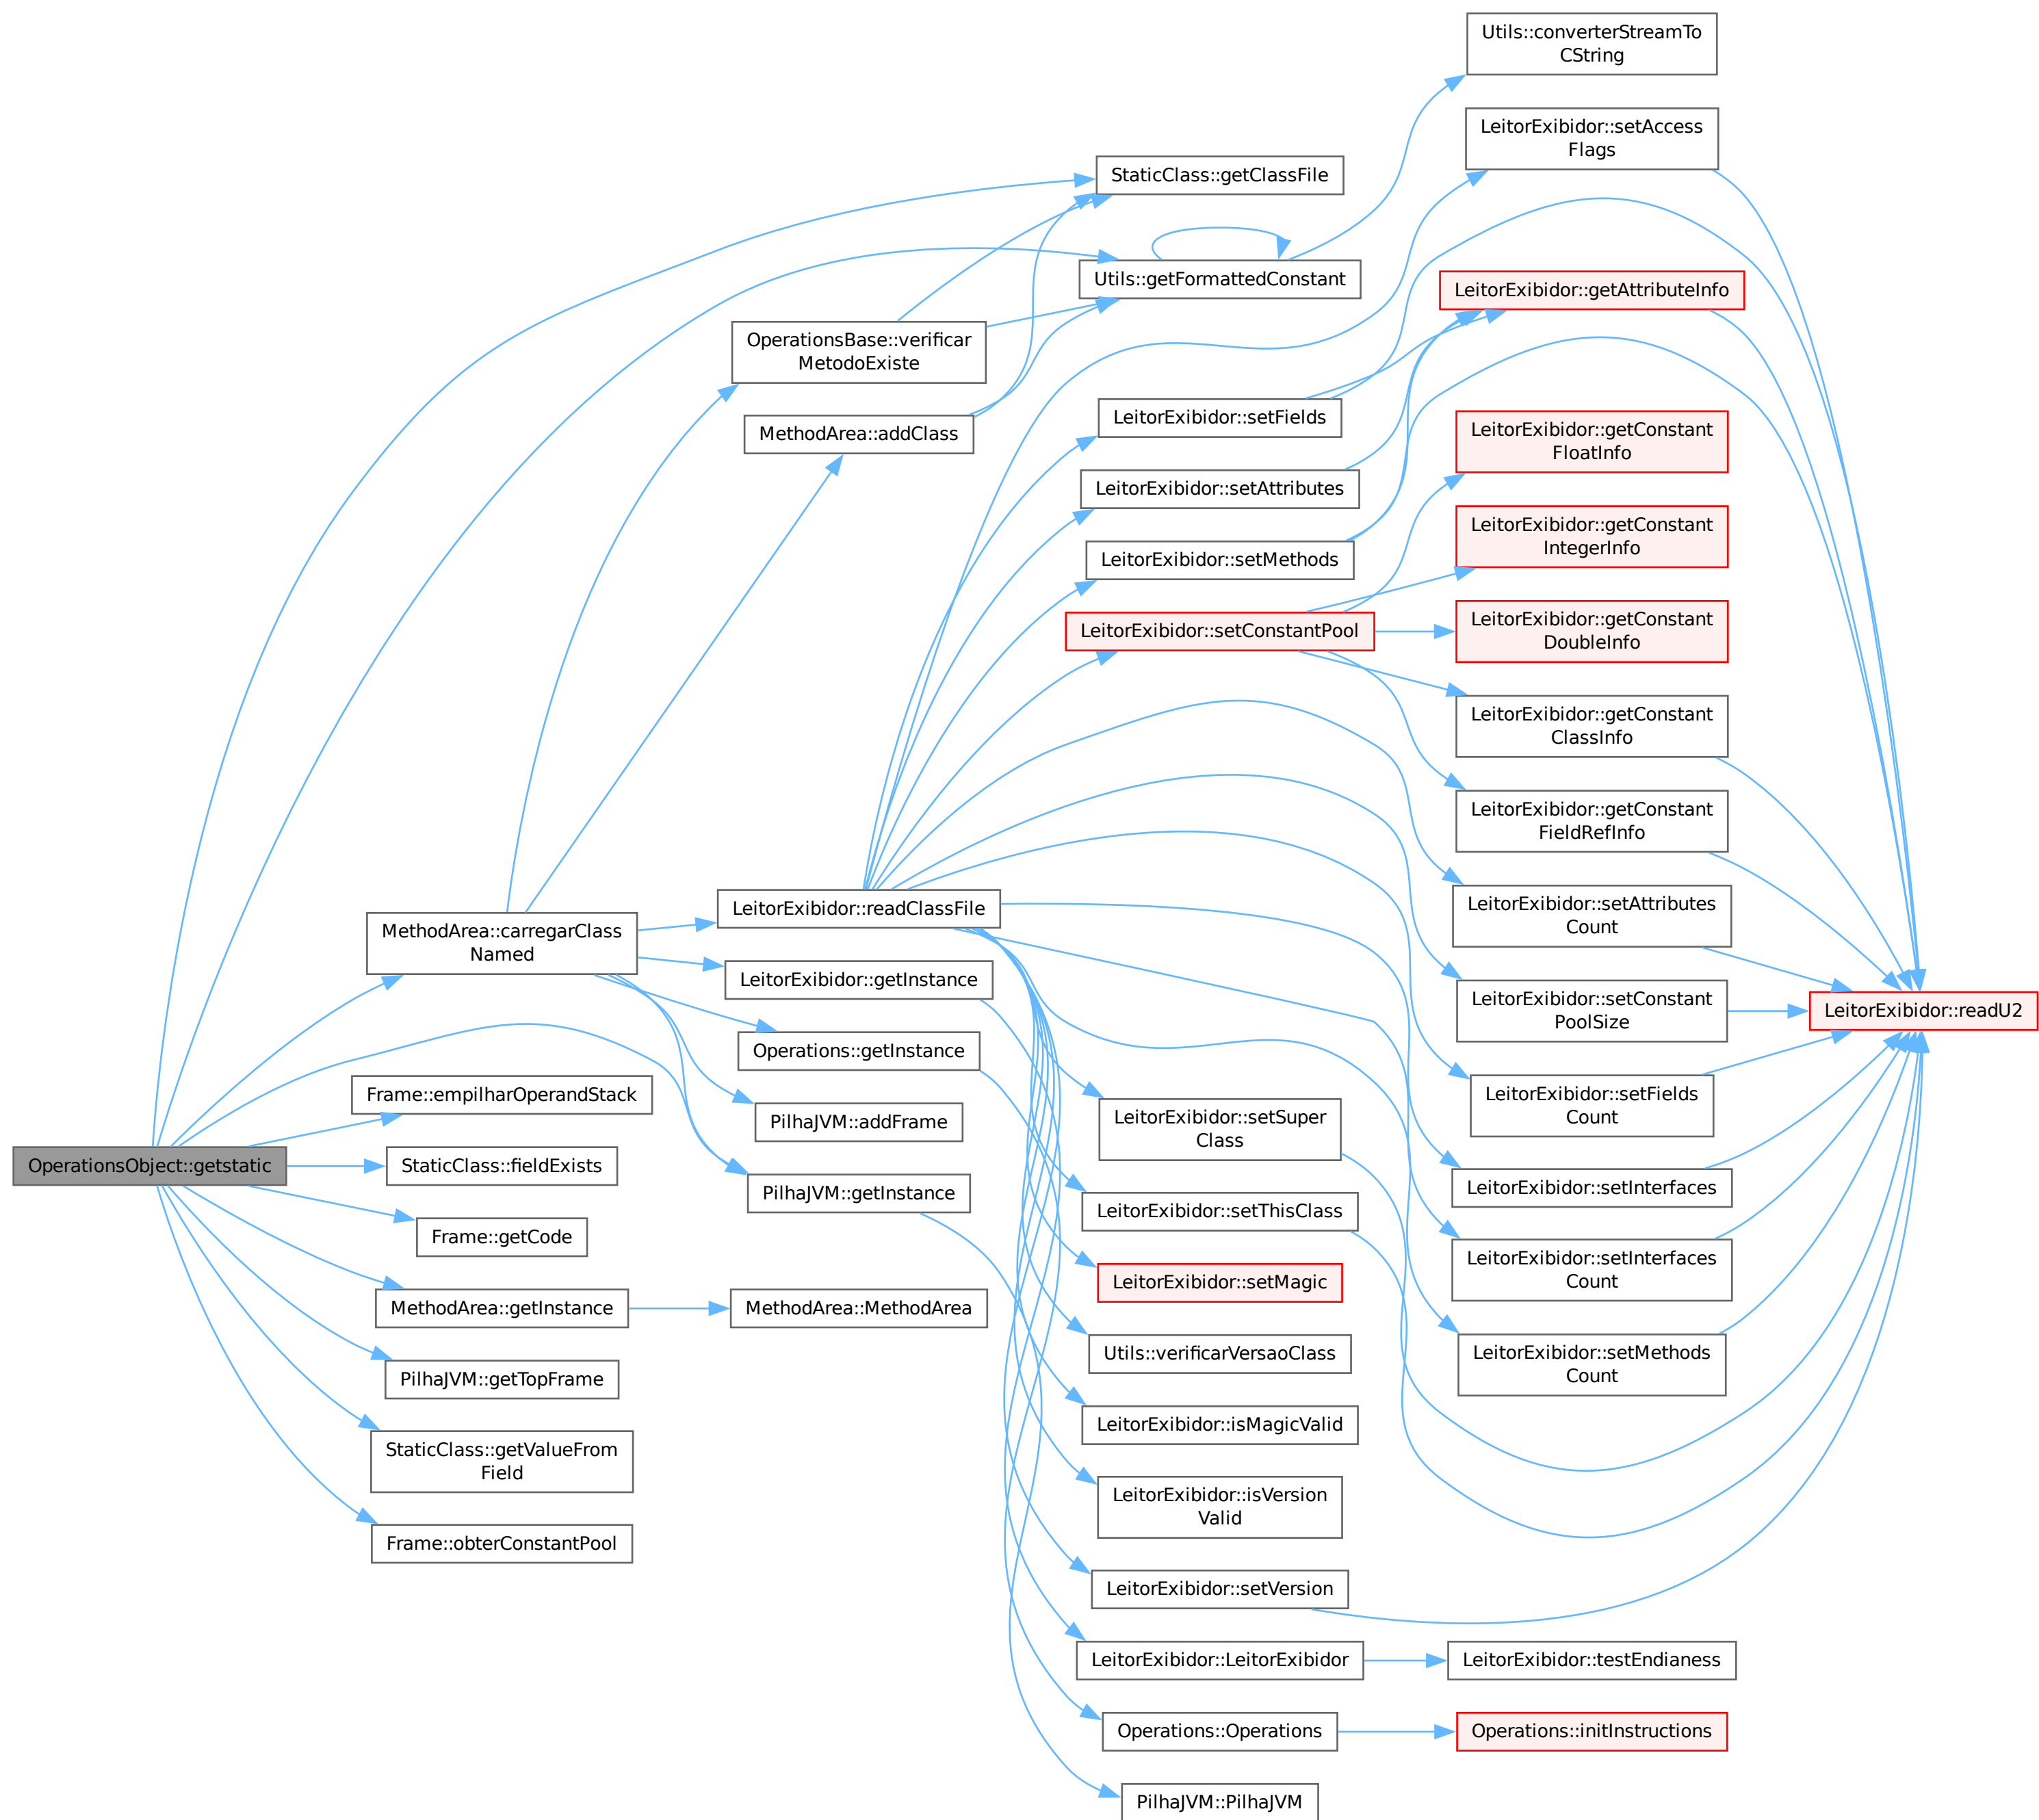 OperationsObject::getstatic
MethodArea::carregarClass
Named
Frame::empilharOperandStack
StaticClass::fieldExists
Frame::getCode
MethodArea::getInstance
PilhaJVM::getTopFrame
StaticClass::getValueFrom
Field
Frame::obterConstantPool
OperationsBase::verificar
MetodoExiste
MethodArea::addClass
LeitorExibidor::readClassFile
LeitorExibidor::getInstance
Operations::getInstance
PilhaJVM::addFrame
PilhaJVM::getInstance
MethodArea::MethodArea
StaticClass::getClassFile
Utils::getFormattedConstant
LeitorExibidor::setFields
LeitorExibidor::setAttributes
LeitorExibidor::setMethods
LeitorExibidor::setConstantPool
LeitorExibidor::setSuper
Class
LeitorExibidor::setThisClass
LeitorExibidor::setMagic
Utils::verificarVersaoClass
LeitorExibidor::isMagicValid
LeitorExibidor::isVersion
Valid
LeitorExibidor::setVersion
LeitorExibidor::LeitorExibidor
Operations::Operations
PilhaJVM::PilhaJVM
Utils::converterStreamTo
CString
LeitorExibidor::setAccess
Flags
LeitorExibidor::getAttributeInfo
LeitorExibidor::getConstant
FloatInfo
LeitorExibidor::getConstant
IntegerInfo
LeitorExibidor::getConstant
DoubleInfo
LeitorExibidor::getConstant
ClassInfo
LeitorExibidor::getConstant
FieldRefInfo
LeitorExibidor::setAttributes
Count
LeitorExibidor::setConstant
PoolSize
LeitorExibidor::setFields
Count
LeitorExibidor::setInterfaces
LeitorExibidor::setInterfaces
Count
LeitorExibidor::setMethods
Count
LeitorExibidor::testEndianess
Operations::initInstructions
LeitorExibidor::readU2